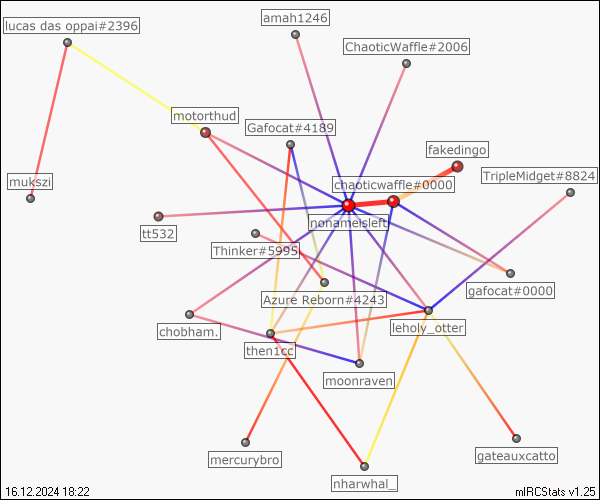 amah1246
lucas das oppai#2396
ChaoticWaffle#2006
motorthud
Gafocat#4189
fakedingo
TripleMidget#8824
mukszi
chaoticwaffle#0000
nonameisleft
tt532
Thinker#5995
gafocat#0000
Azure Reborn#4243
chobham.
leholy_otter
then1cc
moonraven
gateauxcatto
mercurybro
nharwhal_
16.12.2024 18:22
mIRCStats v1.25